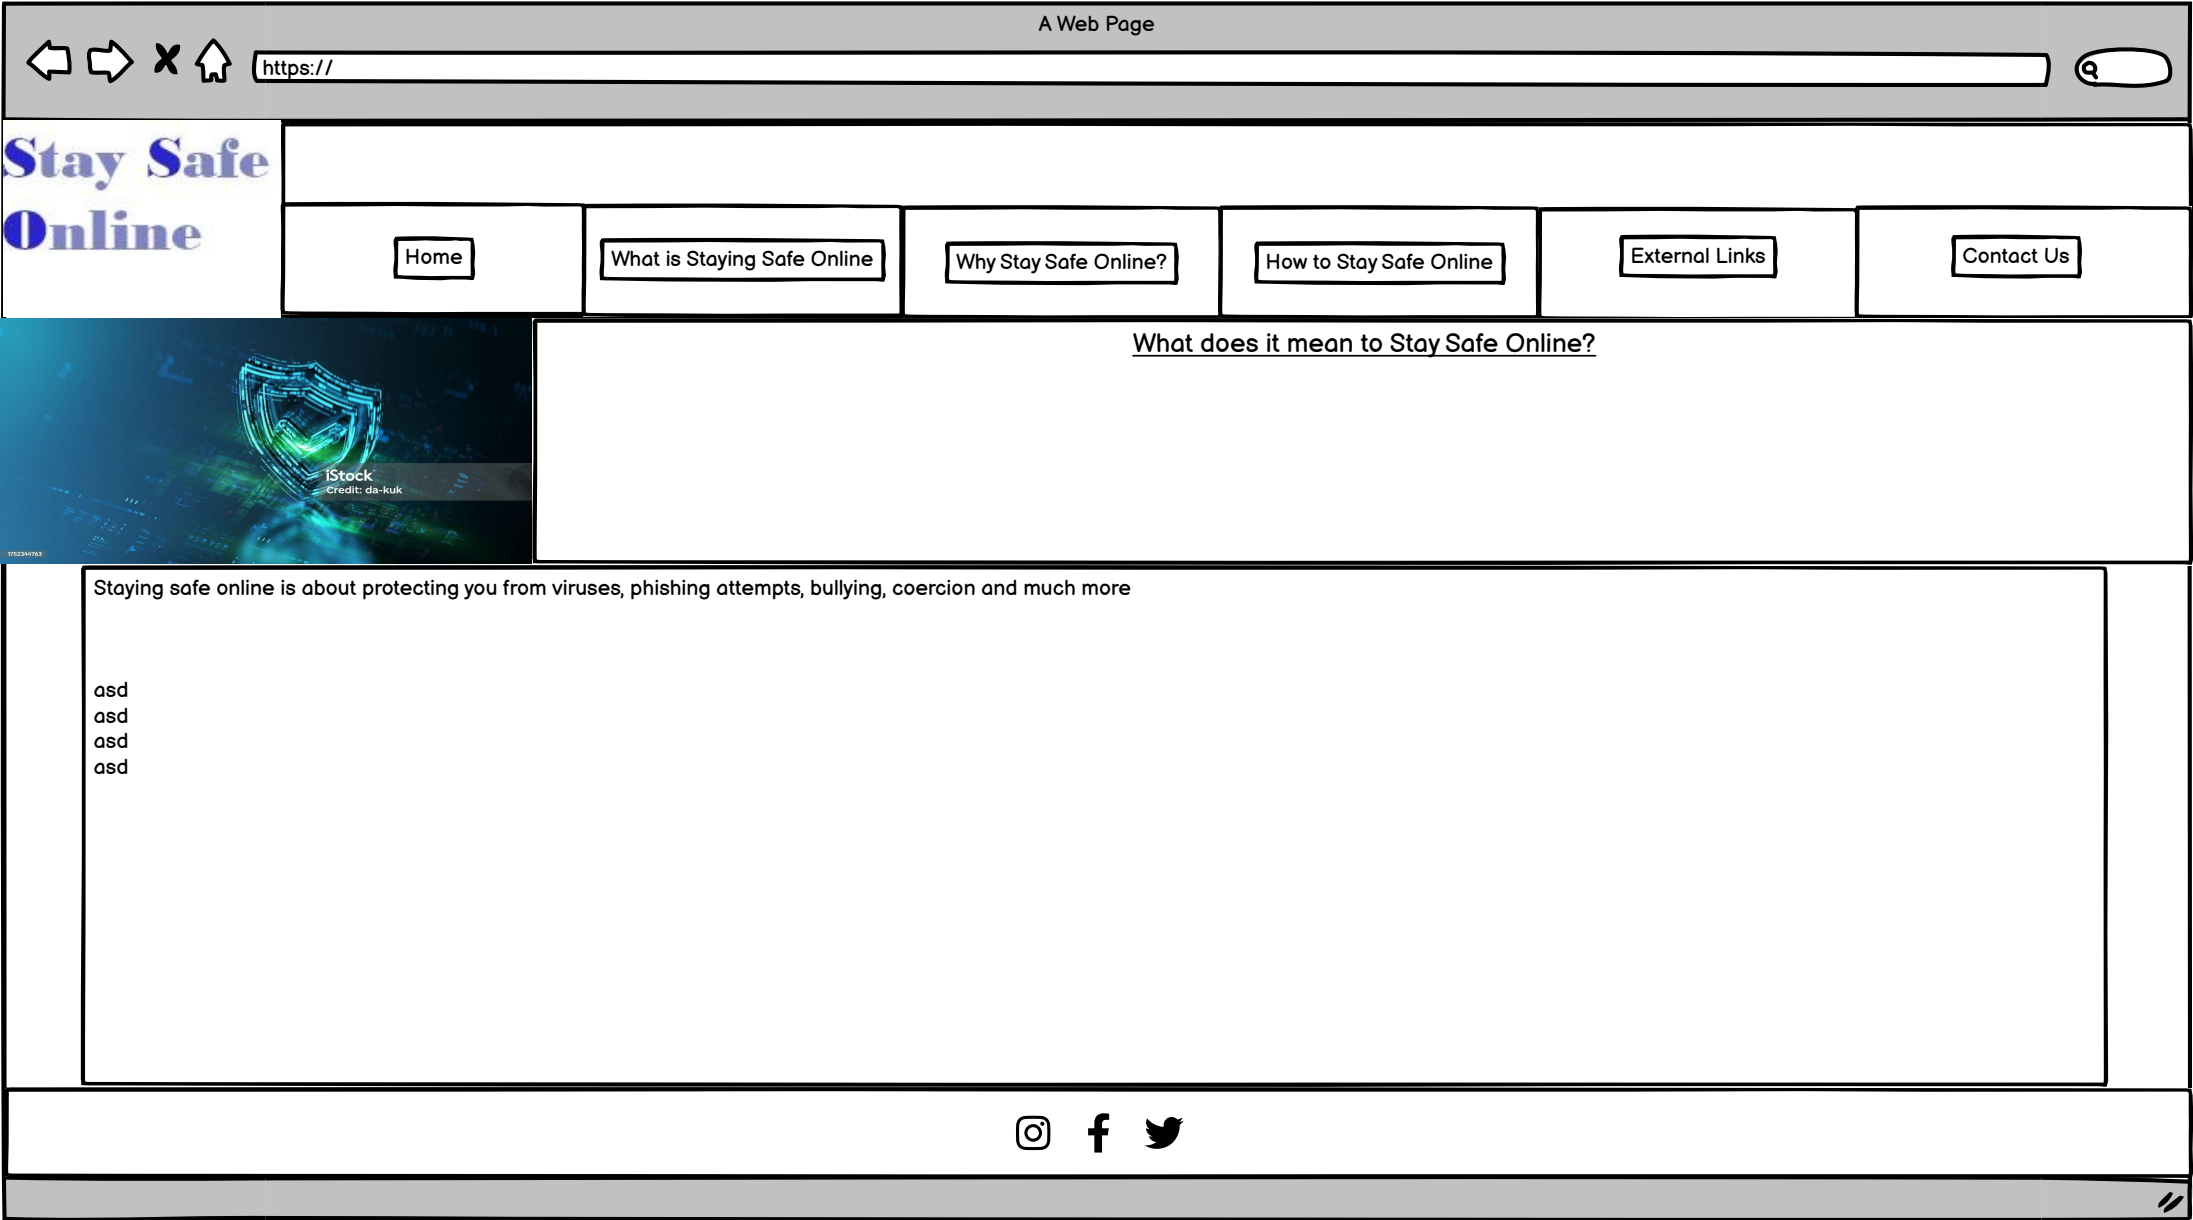 A Web Page
https://
Stay Safe
Online
Home
What is Staying Safe Online
Why Stay Safe Online?
How to Stay Safe Online
External Links
Contact Us
What does it mean to Stay Safe Online?
iStock
Credit: da-kuk
1752344763
Staying safe online is about protecting you from viruses, phishing attempts, bullying, coercion and much more
asd
asd
asd
asd